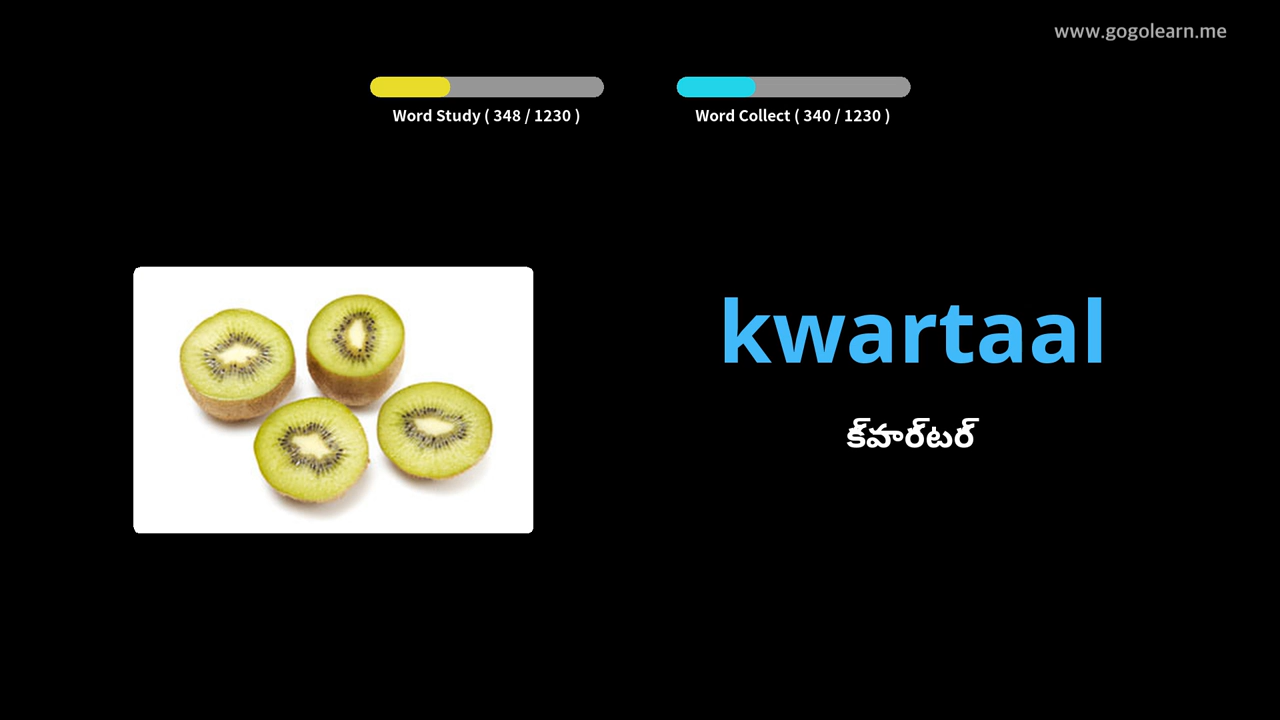 www.gogolearn.me
Word Study ( 348 / 1230 )
Word Collect ( 340 / 1230 )
kwartaal
క్‌వార్‌టర్